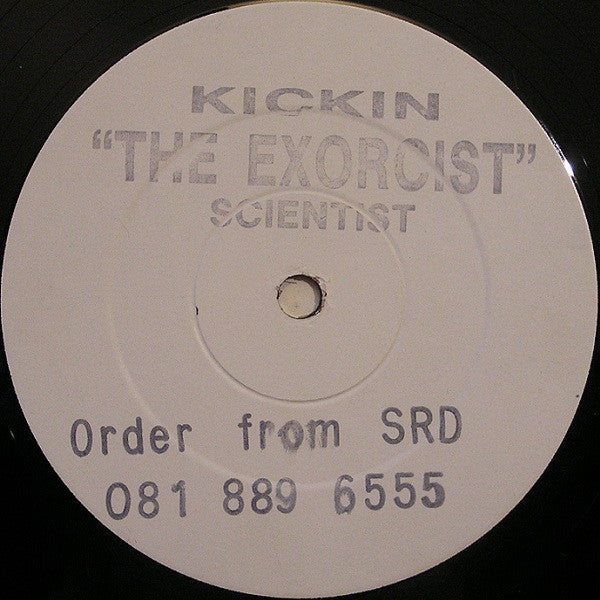 KICKIN
“THE EXORCIST”
SCIENTIST
Order from SRD
081 889 6555